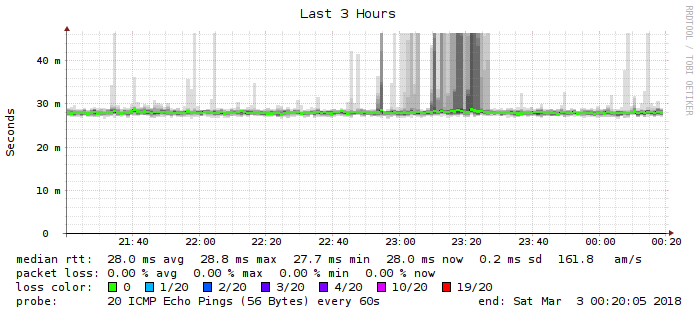 Last 3 Hours
RRDTOOL / TOBI OETIKER
Seconds
40 m
30 m
20 m
10 m
0
21:40 22:00 22:20 22:40 23:00 23:20 23:40 00:00 00:20
median rtt: 28.0 ms avg 28.8 ms max 27.7 ms min 28.0 ms now 0.2 ms sd 161.8 am/s
packet loss: 0.00 % avg 0.00 % max 0.00 % min 0.00 % now
loss color: 0 1/20 2/20 3/20 4/20 10/20 19/20
probe: 20 ICMP Echo Pings (56 Bytes) every 60s end: Sat Mar 3 00:20:05 2018